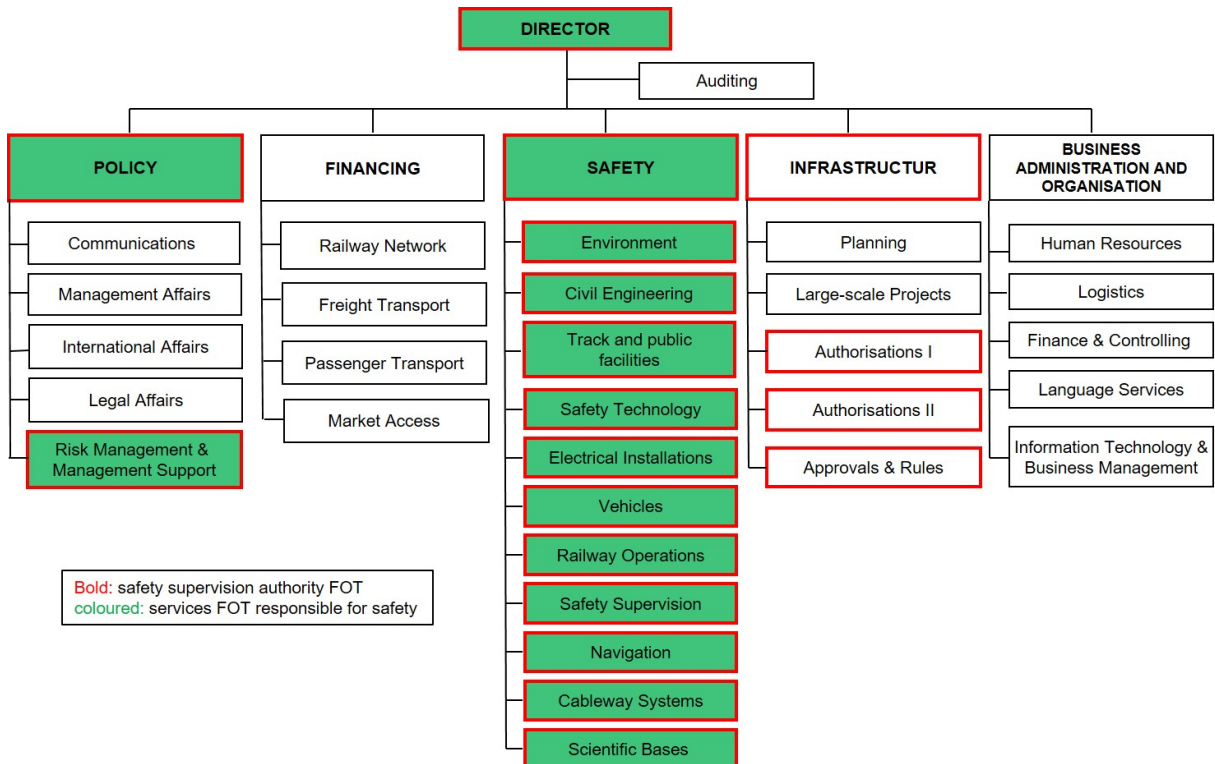 DIRECTOR
Auditing
POLICY
FINANCING
SAFETY
INFRASTRUCTUR
BUSINESS
ADMINISTRATION AND
ORGANISATION
Communications
Management Affairs
International Affairs
Legal Affairs
Risk Management &
Management Support
Railway Network
Freight Transport
Passenger Transport
Market Access
Environment
Civil Engineering
Track and public
facilities
Safety Technology
Electrical Installations
Vehicles
Railway Operations
Safety Supervision
Navigation
Cableway Systems
Scientific Bases
Planning
Large-scale Projects
Authorisations I
Authorisations II
Approvals & Rules
Human Resources
Logistics
Finance & Controlling
Language Services
Information Technology &
Business Management
Bold: safety supervision authority FOT
coloured: services FOT responsible for safety